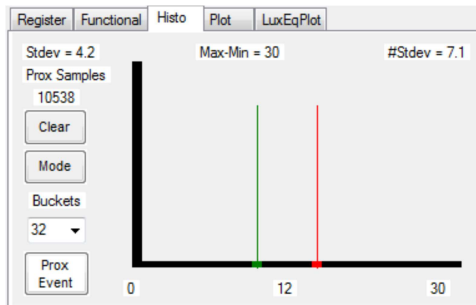 Register Functional Histo Plot LuxEqPlot
Stdev = 4.2 Max-Min = 30 #Stdev = 7.1
Prox Samples
10538
Clear
Mode
Buckets
32
Prox
Event
0 12 30